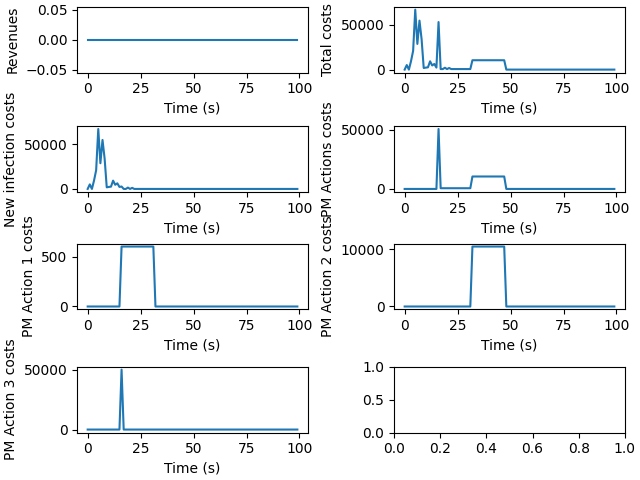 Revenues
0.05
0.00
−0.05
0 25 50 75 100
Time (s)
Total costs
50000
0
0 25 50 75 100
Time (s)
New infection costs
50000
0
0 25 50 75 100
Time (s)
PM Actions costs
50000
0
0 25 50 75 100
Time (s)
PM Action 1 costs
500
0
0 25 50 75 100
Time (s)
PM Action 2 costs
10000
0
0 25 50 75 100
Time (s)
PM Action 3 costs
50000
0
0 25 50 75 100
Time (s)
1.0
0.5
0.0
0.0 0.2 0.4 0.6 0.8 1.0